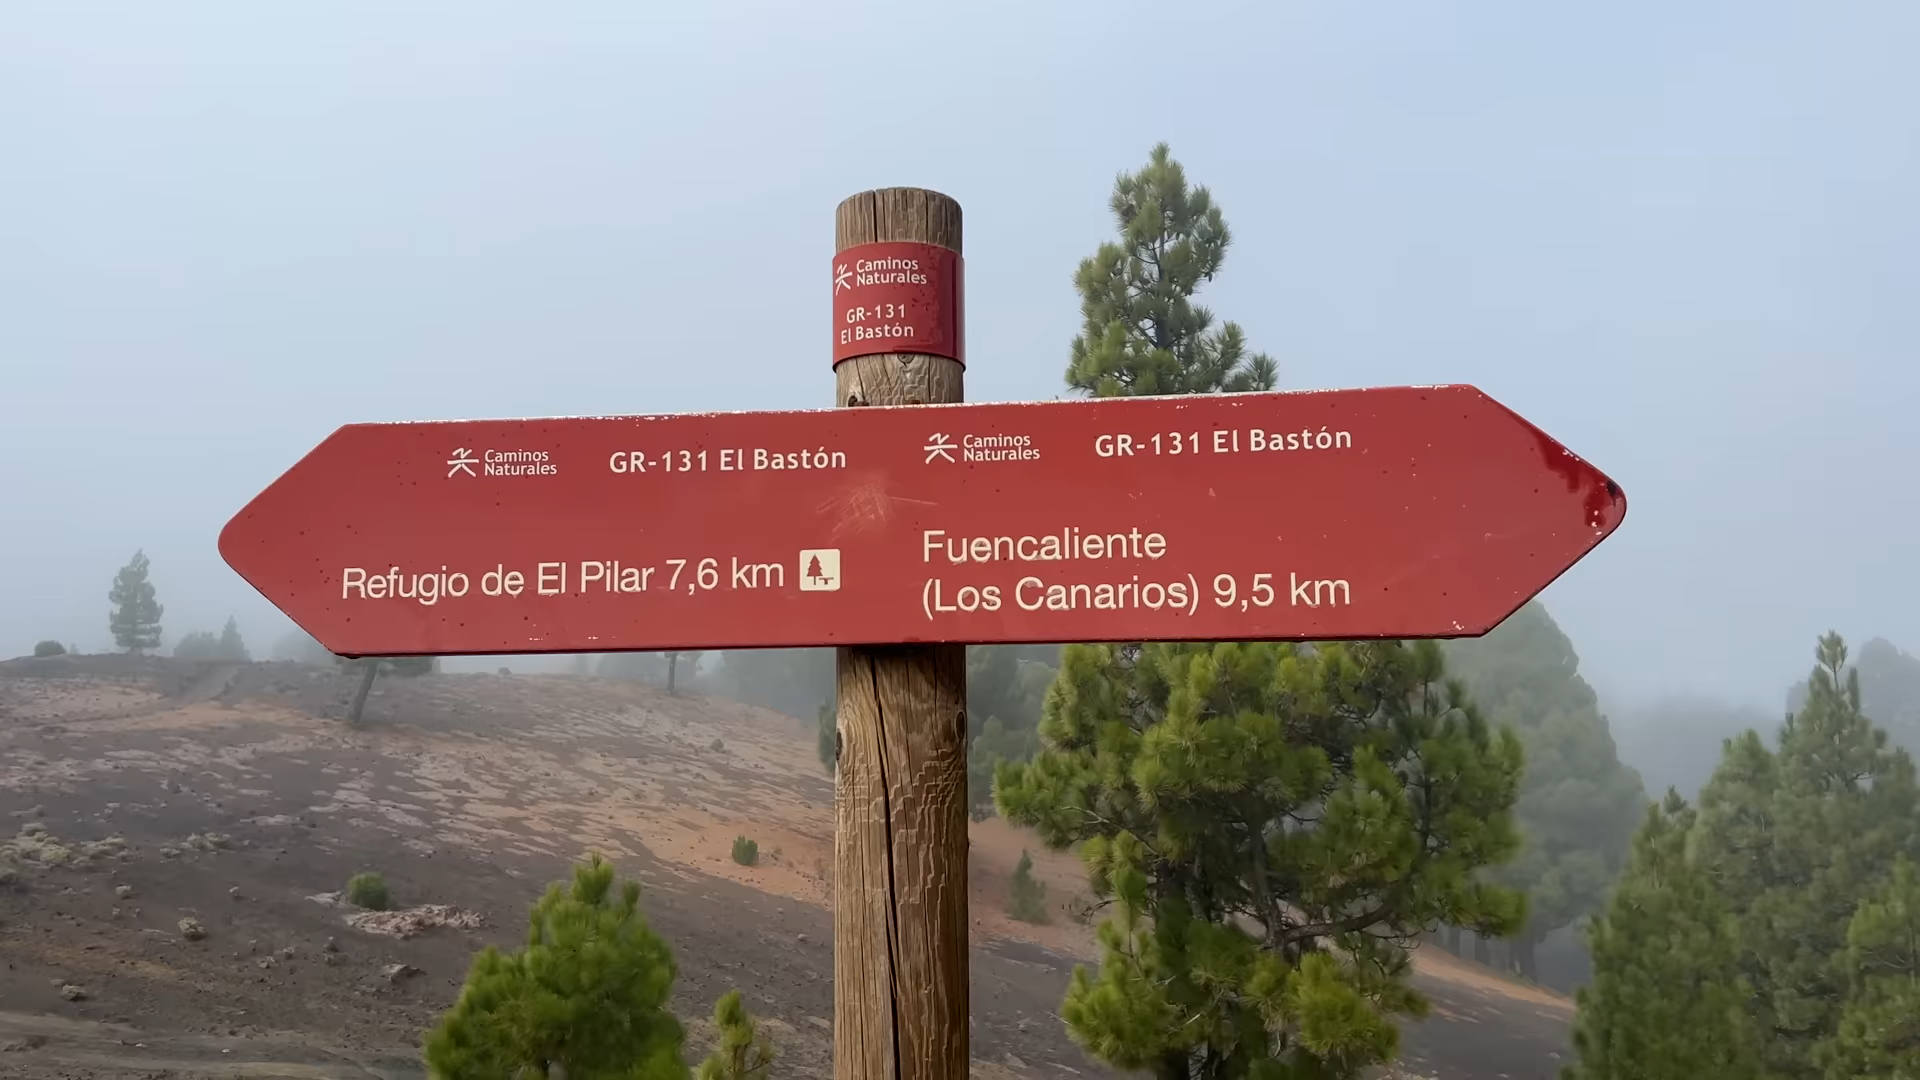 Caminos
Naturales
GR-131
El Bastón
Caminos
Naturales
GR-131 El Bastón
Refugio de El Pilar 7,6 km
Caminos
Naturales
GR-131 El Bastón
Fuencaliente
(Los Canarios) 9,5 km